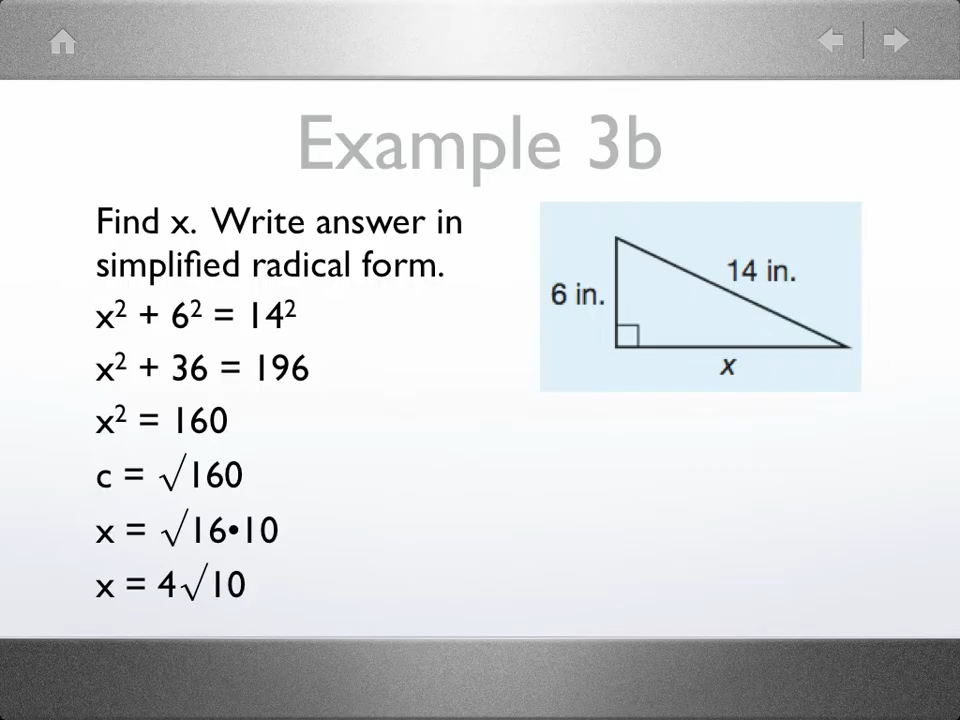 Example 3b
Find x.  Write answer in
simplified radical form.
x² + 6² = 14²
x² + 36 = 196
x² = 160
c = √160
x = √16•10
x = 4√10
14 in.
6 in.
x